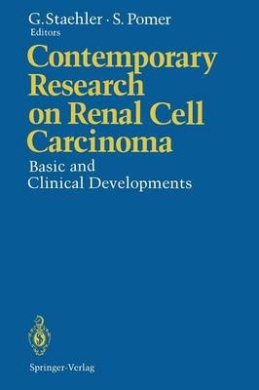 G. Staehler · S. Pomer
Editors
Contemporary
Research
on Renal Cell
Carcinoma
Basic and
Clinical Developments
Springer-Verlag